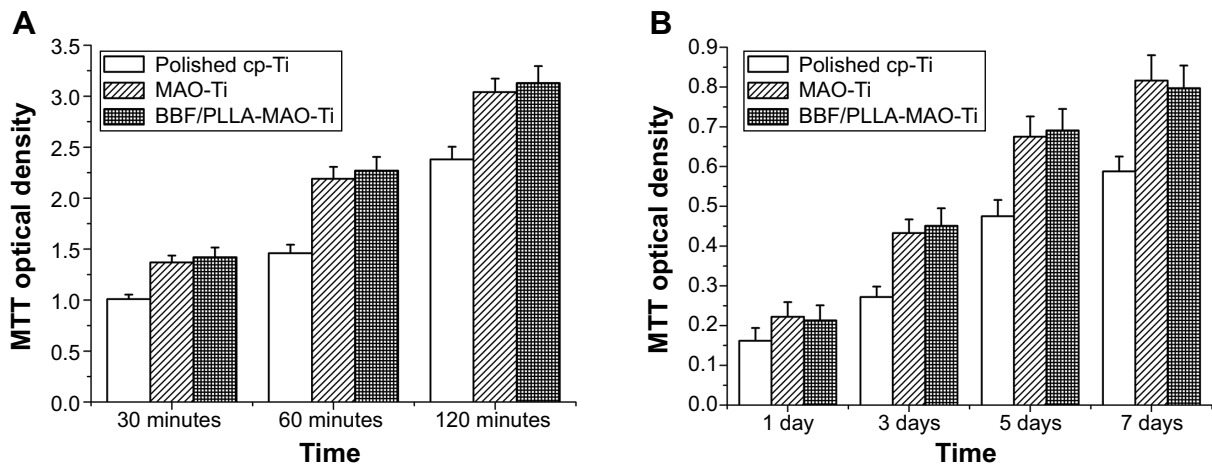 A
MTT optical density
3.5
3.0
2.5
2.0
1.5
1.0
0.5
0.0
Polished cp-Ti
MAO-Ti
BBF/PLLA-MAO-Ti
30 minutes
60 minutes
120 minutes
Time
B
MTT optical density
0.9
0.8
0.7
0.6
0.5
0.4
0.3
0.2
0.1
0.0
Polished cp-Ti
MAO-Ti
BBF/PLLA-MAO-Ti
1 day
3 days
5 days
7 days
Time